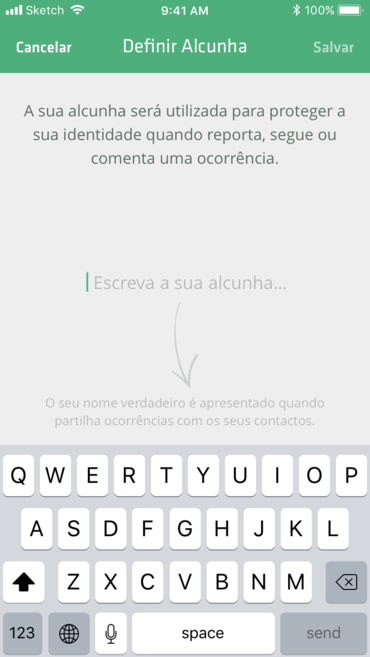 Sketch 9:41 AM 100%
Cancelar Definir Alcunha Salvar
A sua alcunha será utilizada para proteger a
sua identidade quando reporta, segue ou
comenta uma ocorrência.
Escreva a sua alcunha...
O seu nome verdadeiro é apresentado quando
partilha ocorrências com os seus contactos.
Q W E R T Y U I O P
A S D F G H J K L
Z X C V B N M
123 space send